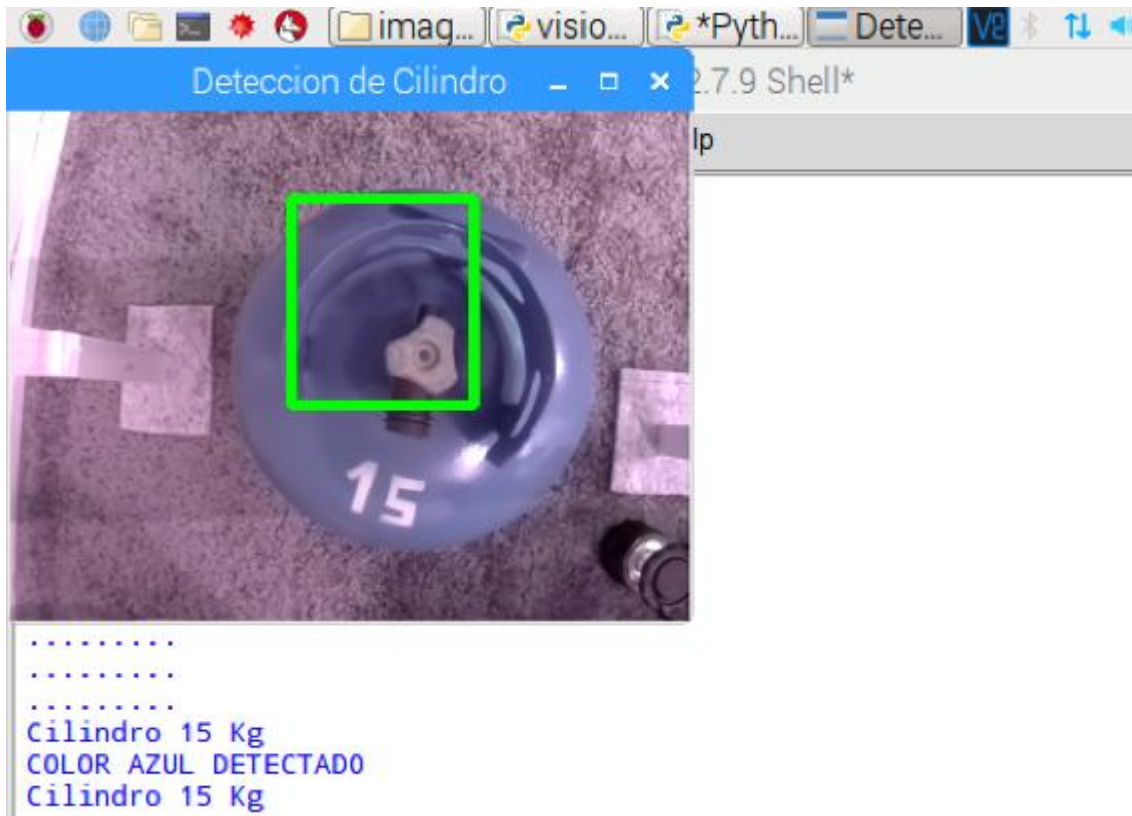 imag... visio... *Pyth... Dete... V2
Deteccion de Cilindro
2.7.9 Shell*
lp
15
.........
.........
.........
Cilindro 15 Kg
COLOR AZUL DETECTADO
Cilindro 15 Kg